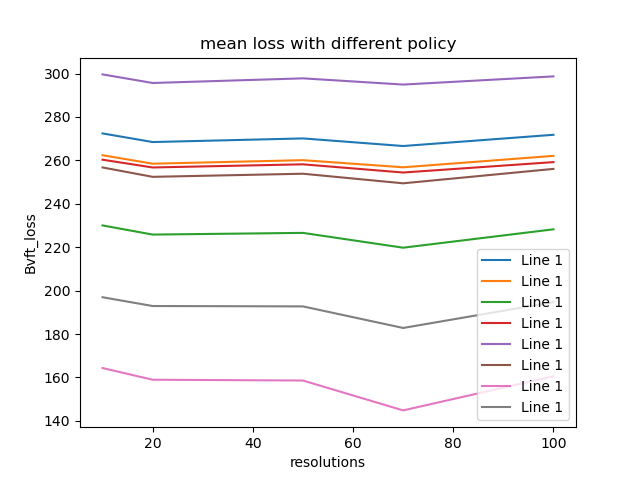 mean loss with different policy
300
280
260
240
220
200
180
160
140
Bvft_loss
20
40
60
80
100
resolutions
Line 1
Line 1
Line 1
Line 1
Line 1
Line 1
Line 1
Line 1